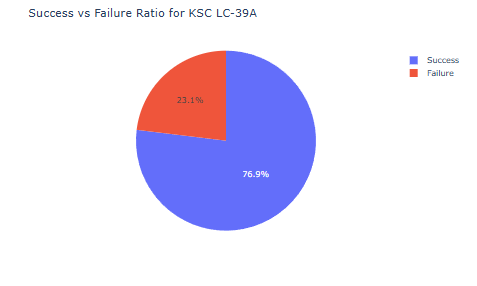 Success vs Failure Ratio for KSC LC-39A
Success
Failure
23.1%
76.9%